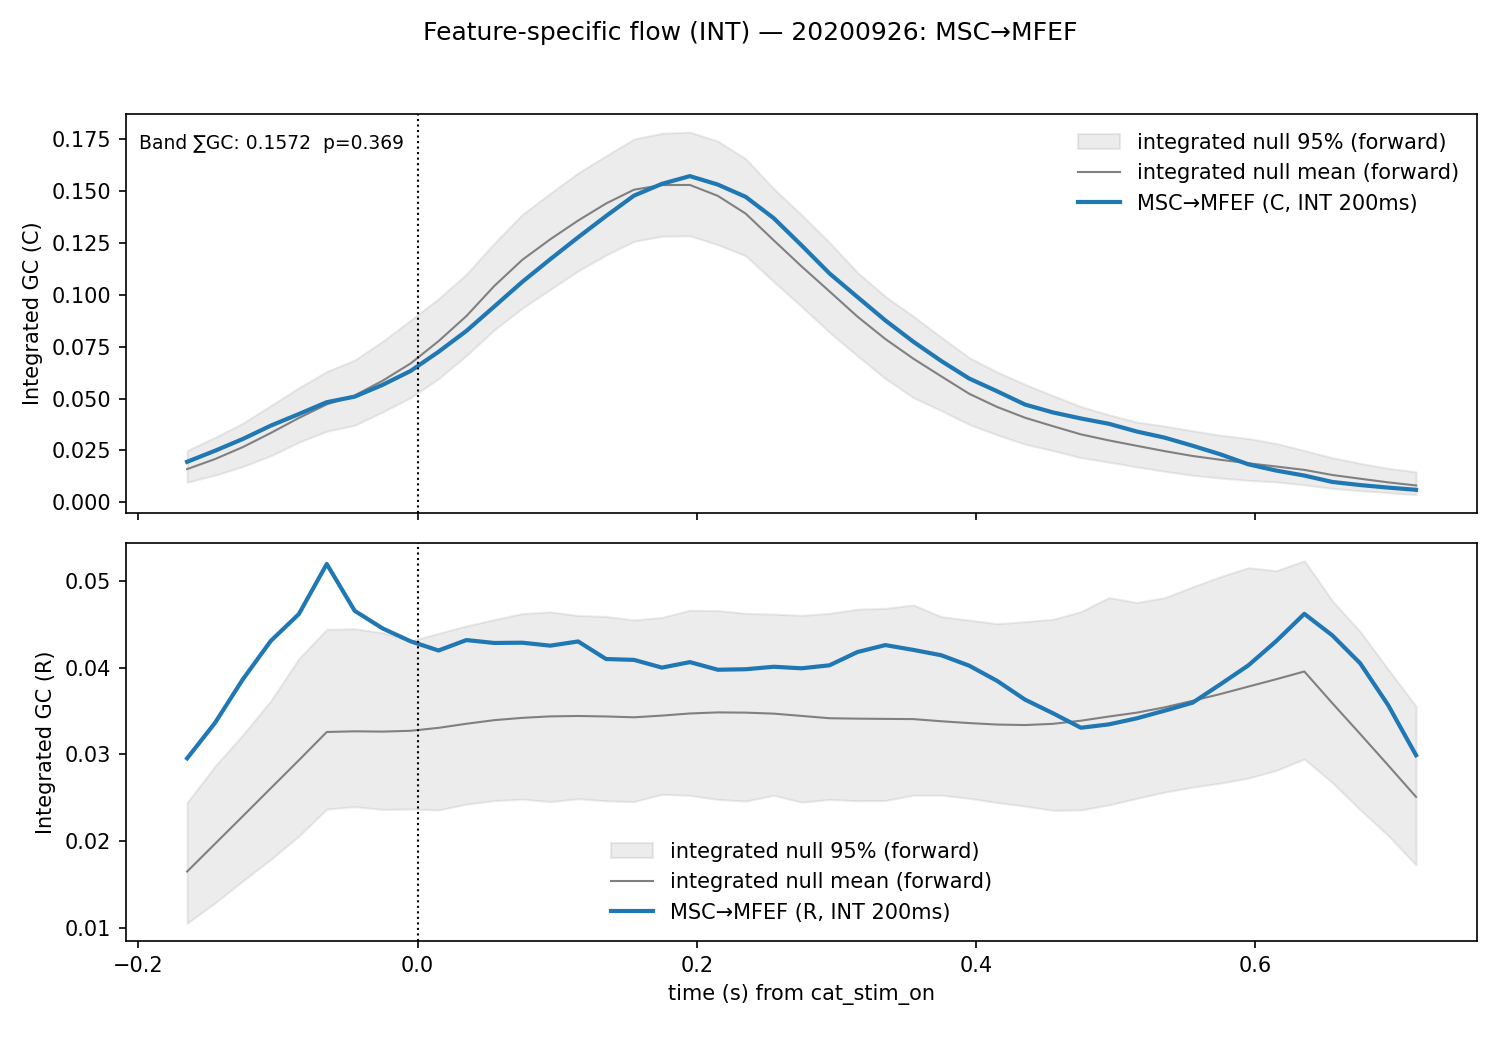 Feature-specific flow (INT) — 20200926: MSC→MFEF
Band ∑GC: 0.1572  p=0.369
integrated null 95% (forward)
integrated null mean (forward)
MSC→MFEF (C, INT 200ms)
Integrated GC (C)
0.175
0.150
0.125
0.100
0.075
0.050
0.025
0.000
Integrated GC (R)
0.05
0.04
0.03
0.02
0.01
integrated null 95% (forward)
integrated null mean (forward)
MSC→MFEF (R, INT 200ms)
−0.2 0.0 0.2 0.4 0.6
time (s) from cat_stim_on